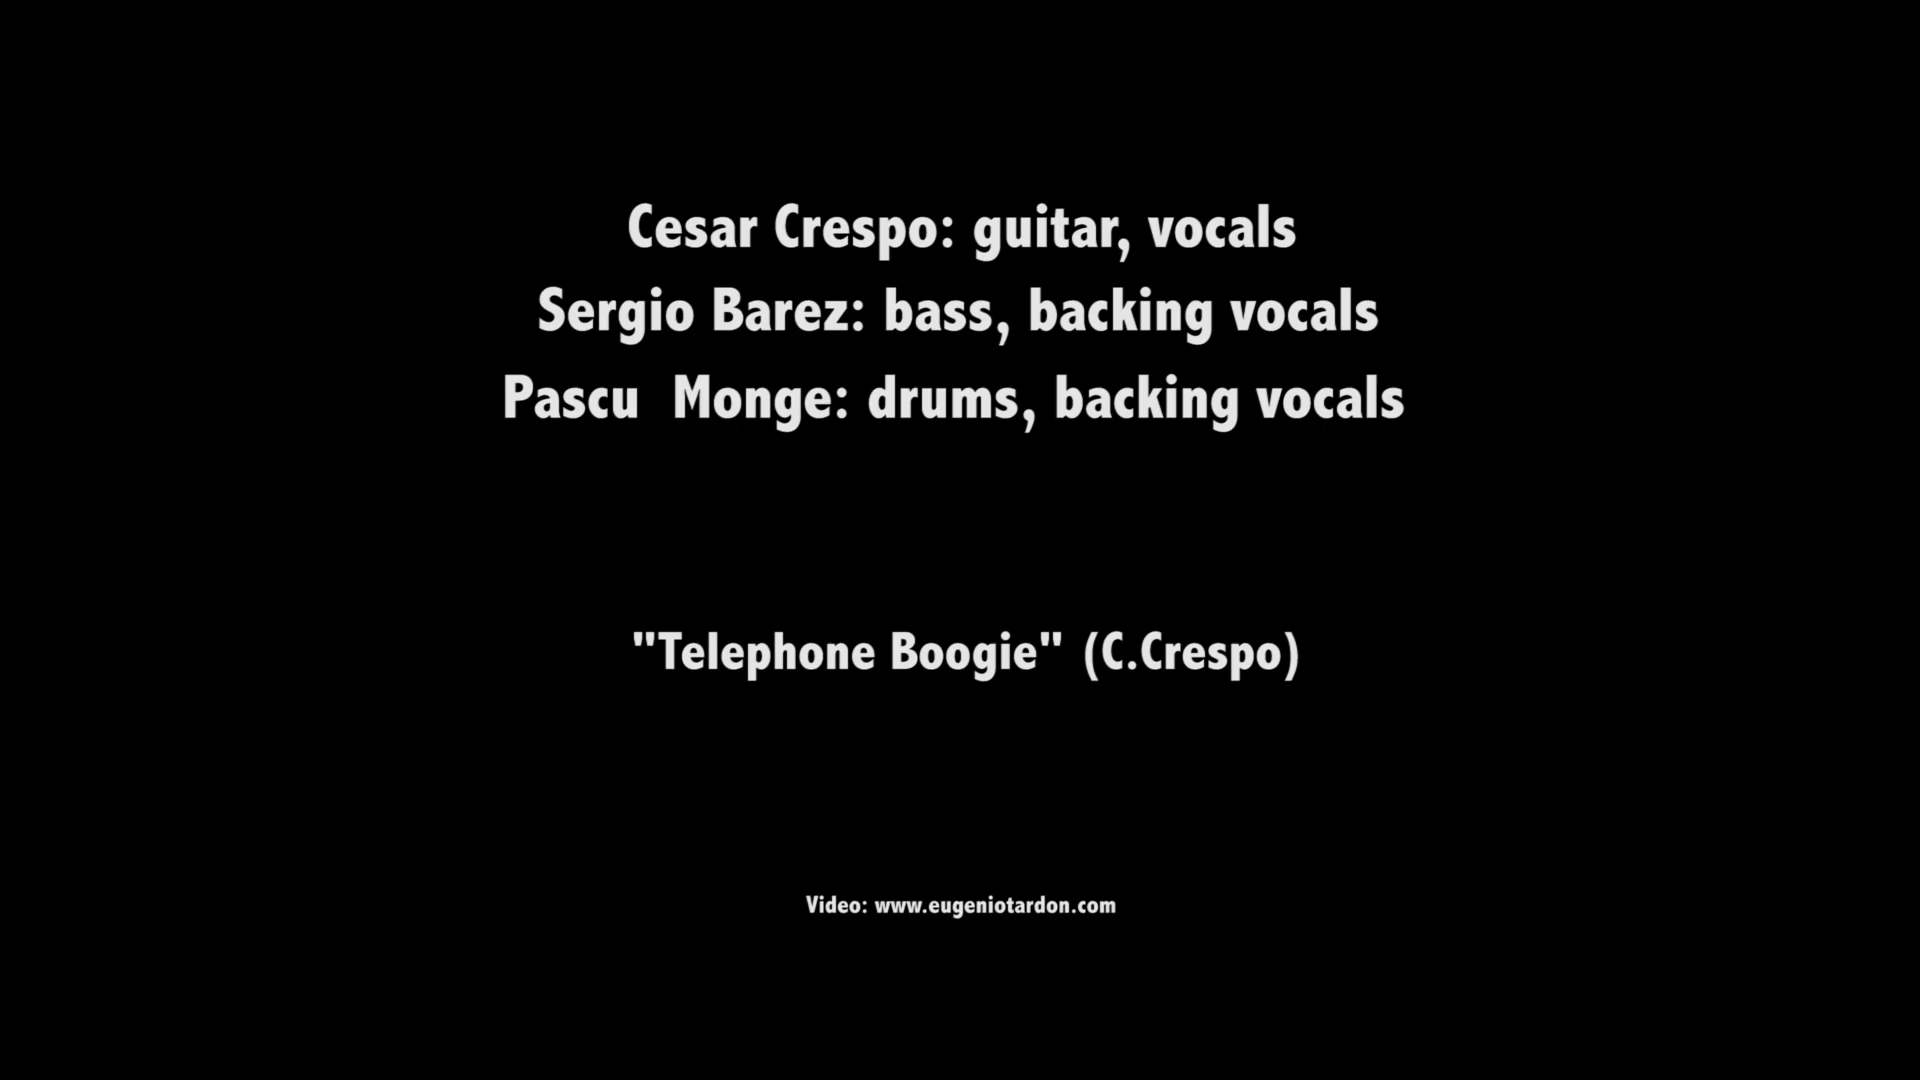 Cesar Crespo: guitar, vocals
Sergio Barez: bass, backing vocals
Pascu  Monge: drums, backing vocals
"Telephone Boogie" (C.Crespo)
Video: www.eugeniotardon.com